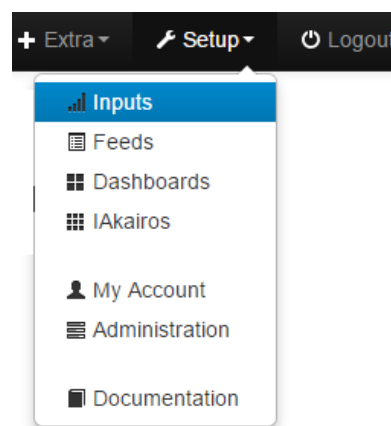 Extra Setup Logout
Inputs
Feeds
Dashboards
IAkairos
My Account
Administration
Documentation